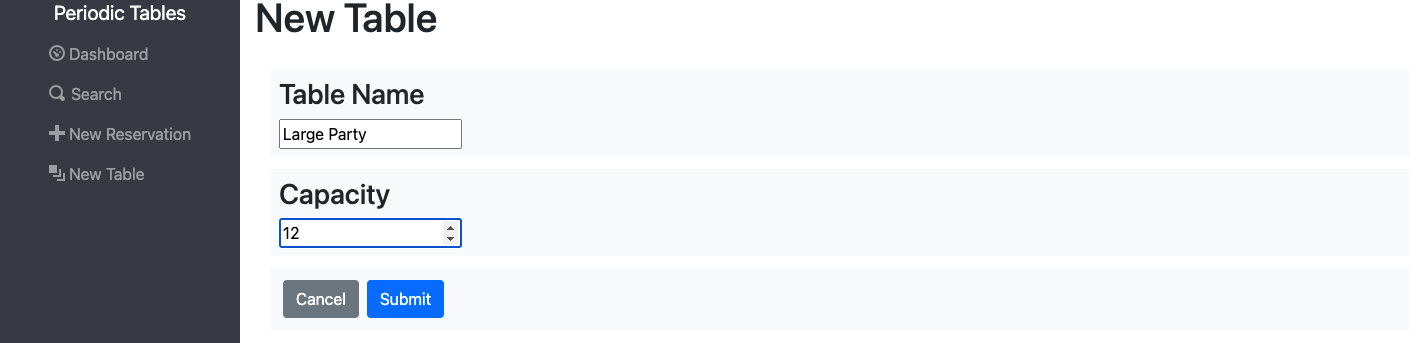 Periodic Tables
Dashboard
Search
New Reservation
New Table
New Table
Table Name
Large Party
Capacity
12
Cancel Submit